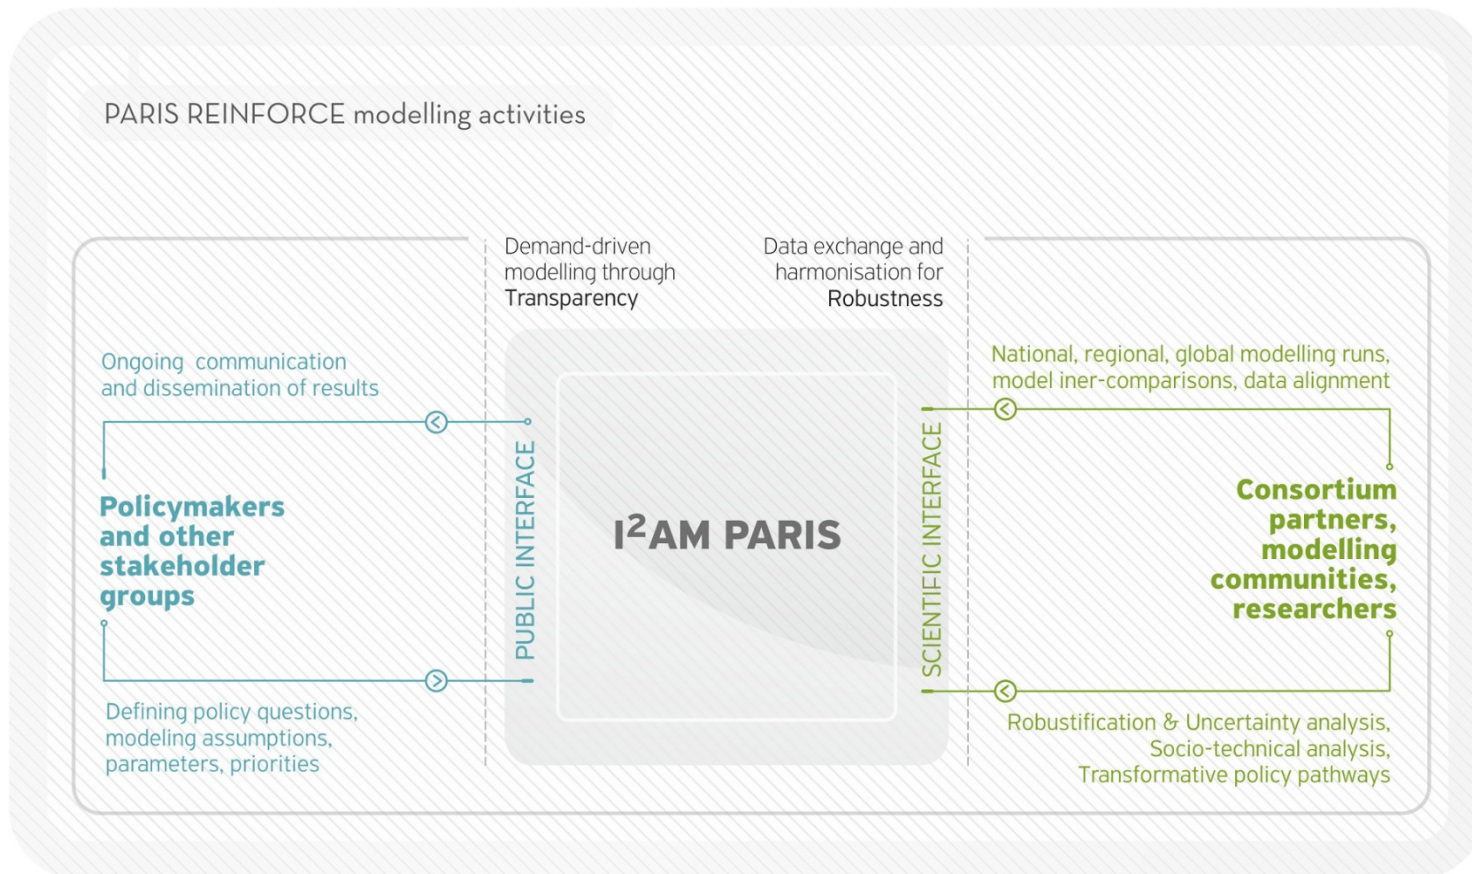 PARIS REINFORCE modelling activities
Demand-driven
modelling through
Transparency
Data exchange and
harmonisation for
Robustness
Ongoing communication
and dissemination of results
Policymakers
and other
stakeholder
groups
Defining policy questions,
modeling assumptions,
parameters, priorities
PUBLIC INTERFACE
I²AM PARIS
SCIENTIFIC INTERFACE
National, regional, global modelling runs,
model iner-comparisons, data alignment
Consortium
partners,
modelling
communities,
researchers
Robustification & Uncertainty analysis,
Socio-technical analysis,
Transformative policy pathways